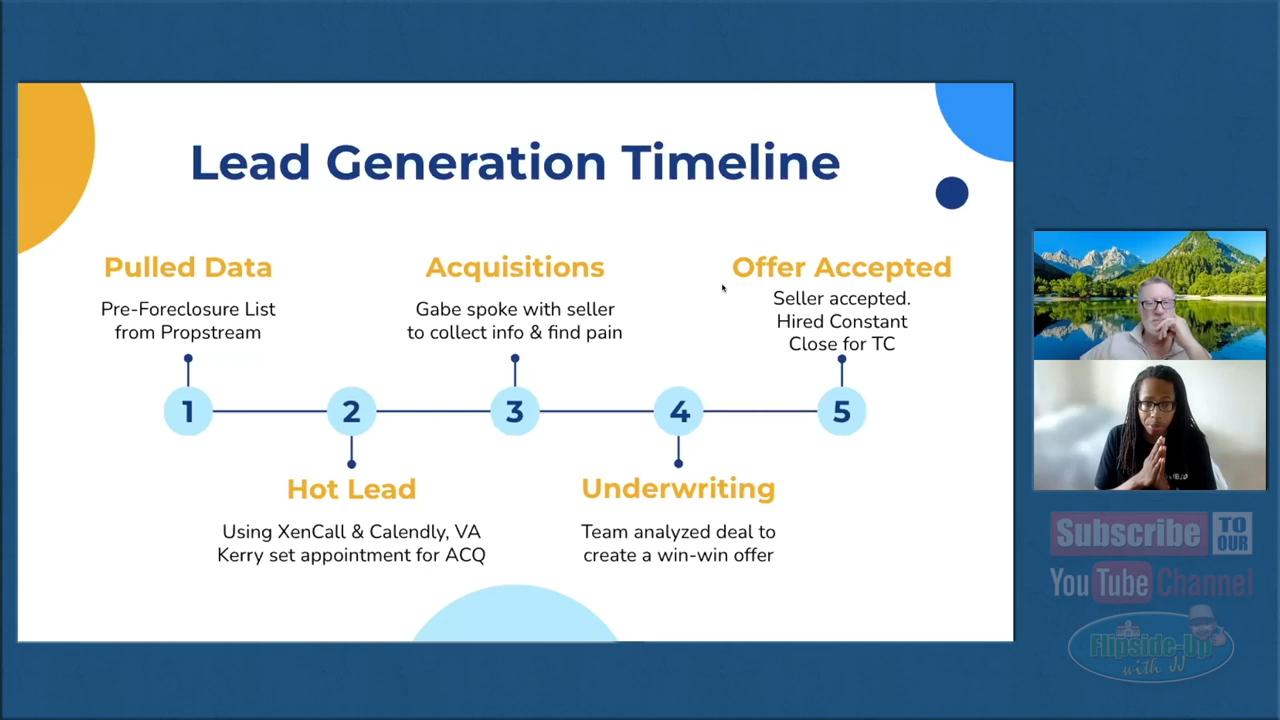 Lead Generation Timeline
Pulled Data
Pre-Foreclosure List
from Propstream
Acquisitions
Gabe spoke with seller
to collect info & find pain
Offer Accepted
Seller accepted.
Hired Constant
Close for TC
1
2
3
4
5
Hot Lead
Using XenCall & Calendly, VA
Kerry set appointment for ACQ
Underwriting
Team analyzed deal to
create a win-win offer
Subscribe TO OUR
YouTube Channel
Flipside-Up
with JJ